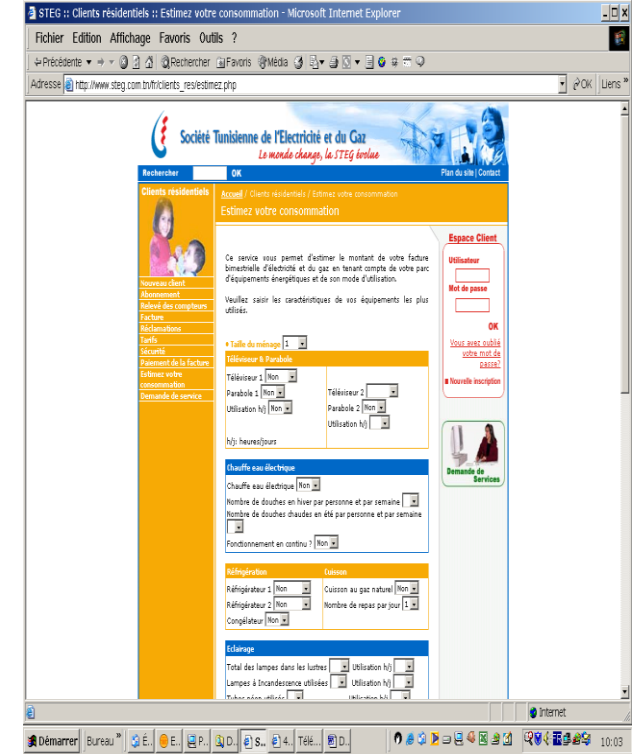 STEG :: Clients résidentiels :: Estimez votre consommation - Microsoft Internet Explorer
Fichier Edition Affichage Favoris Outils ?
Précédente Rechercher Favoris Média
Adresse http://www.steg.com.tn/fr/clients_res/estimez.php OK Liens »
Société Tunisienne de l'Electricité et du Gaz
Le monde change, la STEG évolue
Rechercher OK Plan du site | Contact
Clients résidentiels
Nouveau client
Abonnement
Relevé des compteurs
Facture
Réclamations
Tarifs
Sécurité
Paiement de la facture
Estimez votre
consommation
Demande de service
Accueil / Clients résidentiels / Estimez votre consommation
Estimez votre consommation
Ce service vous permet d'estimer le montant de votre facture
bimestrielle d'électricité et du gaz en tenant compte de votre parc
d'équipements énergétiques et de son mode d'utilisation.
Veuillez saisir les caractéristiques de vos équipements les plus
utilisés.
Taille du ménage 1
Téléviseur & Parabole
Téléviseur 1 Non
Parabole 1 Non
Utilisation h/j Non
Téléviseur 2
Parabole 2 Non
Utilisation h/j
h/j: heures/jours
Chauffe eau électrique
Chauffe eau électrique Non
Nombre de douches en hiver par personne et par semaine
Nombre de douches chaudes en été par personne et par semaine
Fonctionnement en continu ? Non
Réfrigération
Réfrigérateur 1 Non
Réfrigérateur 2 Non
Congélateur Non
Cuisson
Cuisson au gaz naturel Non
Nombre de repas par jour 1
Eclairage
Total des lampes dans les lustres Utilisation h/j
Lampes à Incandescence utilisées Utilisation h/j
Tubes néon utilisés Utilisation h/j
Espace Client
Utilisateur
Mot de passe
OK
Vous avez oublié
votre mot de
passe?
Nouvelle inscription
Demande de
Services
Internet
Démarrer Bureau » É.. E.. P.. D.. S.. 4.. Télé... D.. 10:03